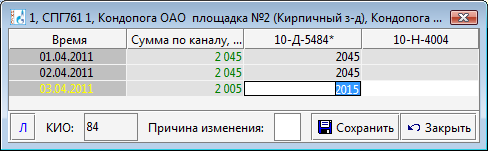 1, СПГ761 1, Кондопога ОАО площадка №2 (Кирпичный з-д), Кондопога ...
Время Сумма по каналу, ... 10-Д-5484* 10-Н-4004
01.04.2011 2 045 2045
02.04.2011 2 045 2045
03.04.2011 2 005 2015
Л КИО: 84 Причина изменения: Сохранить Закрыть